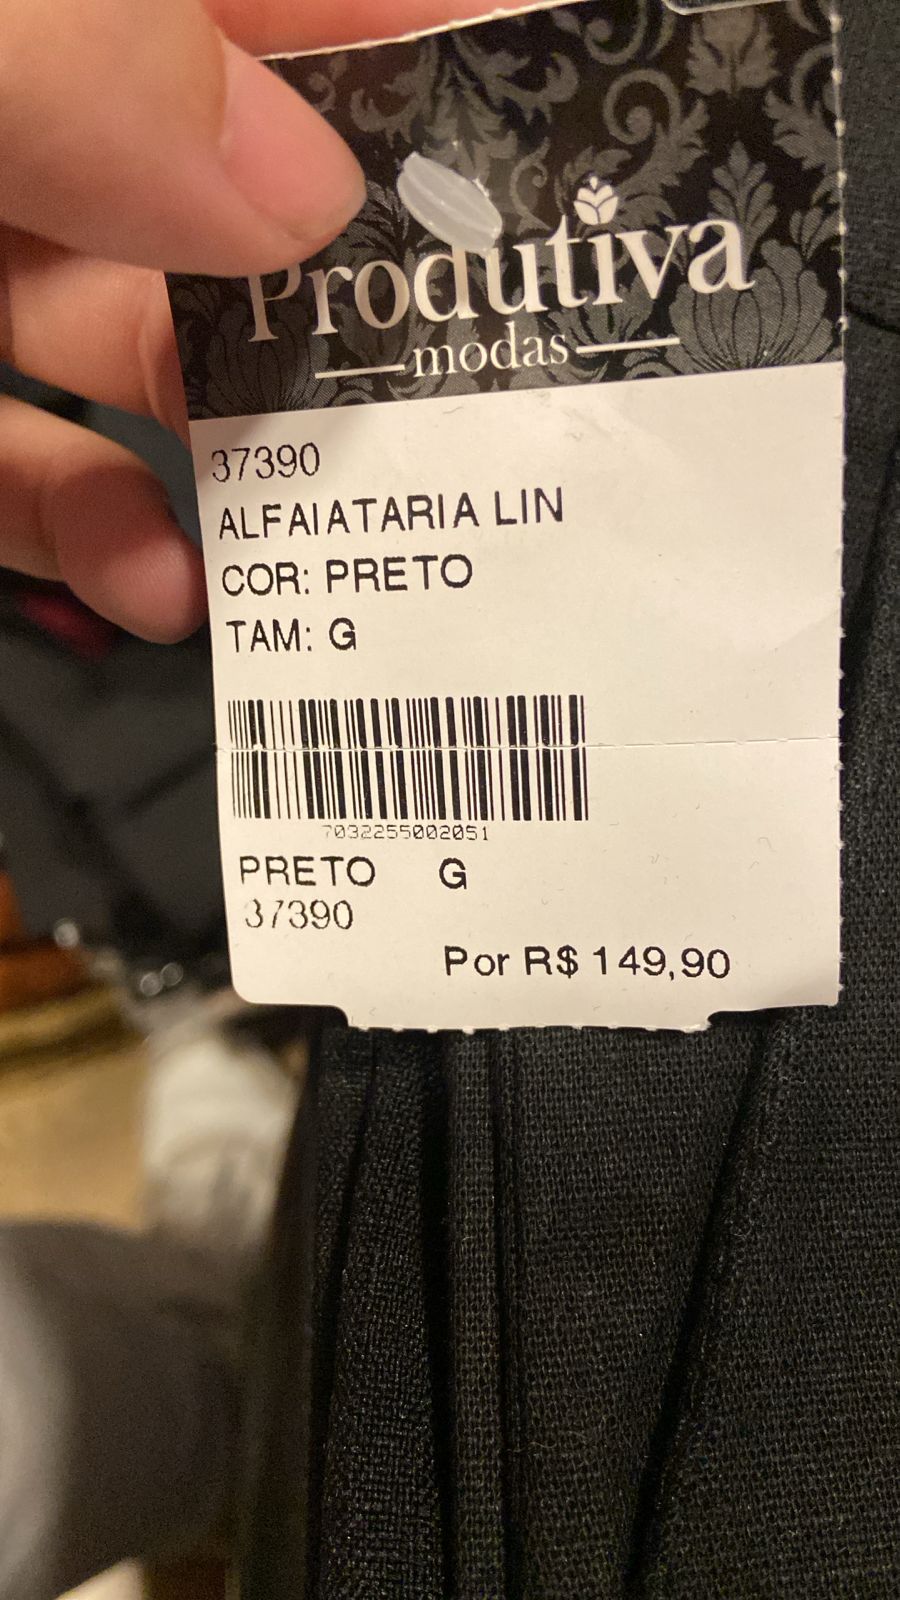 Produtiva
modas
37390
ALFAIATARIA LIN
COR: PRETO
TAM: G
7032255002051
PRETO G
37390
Por R$ 149,90